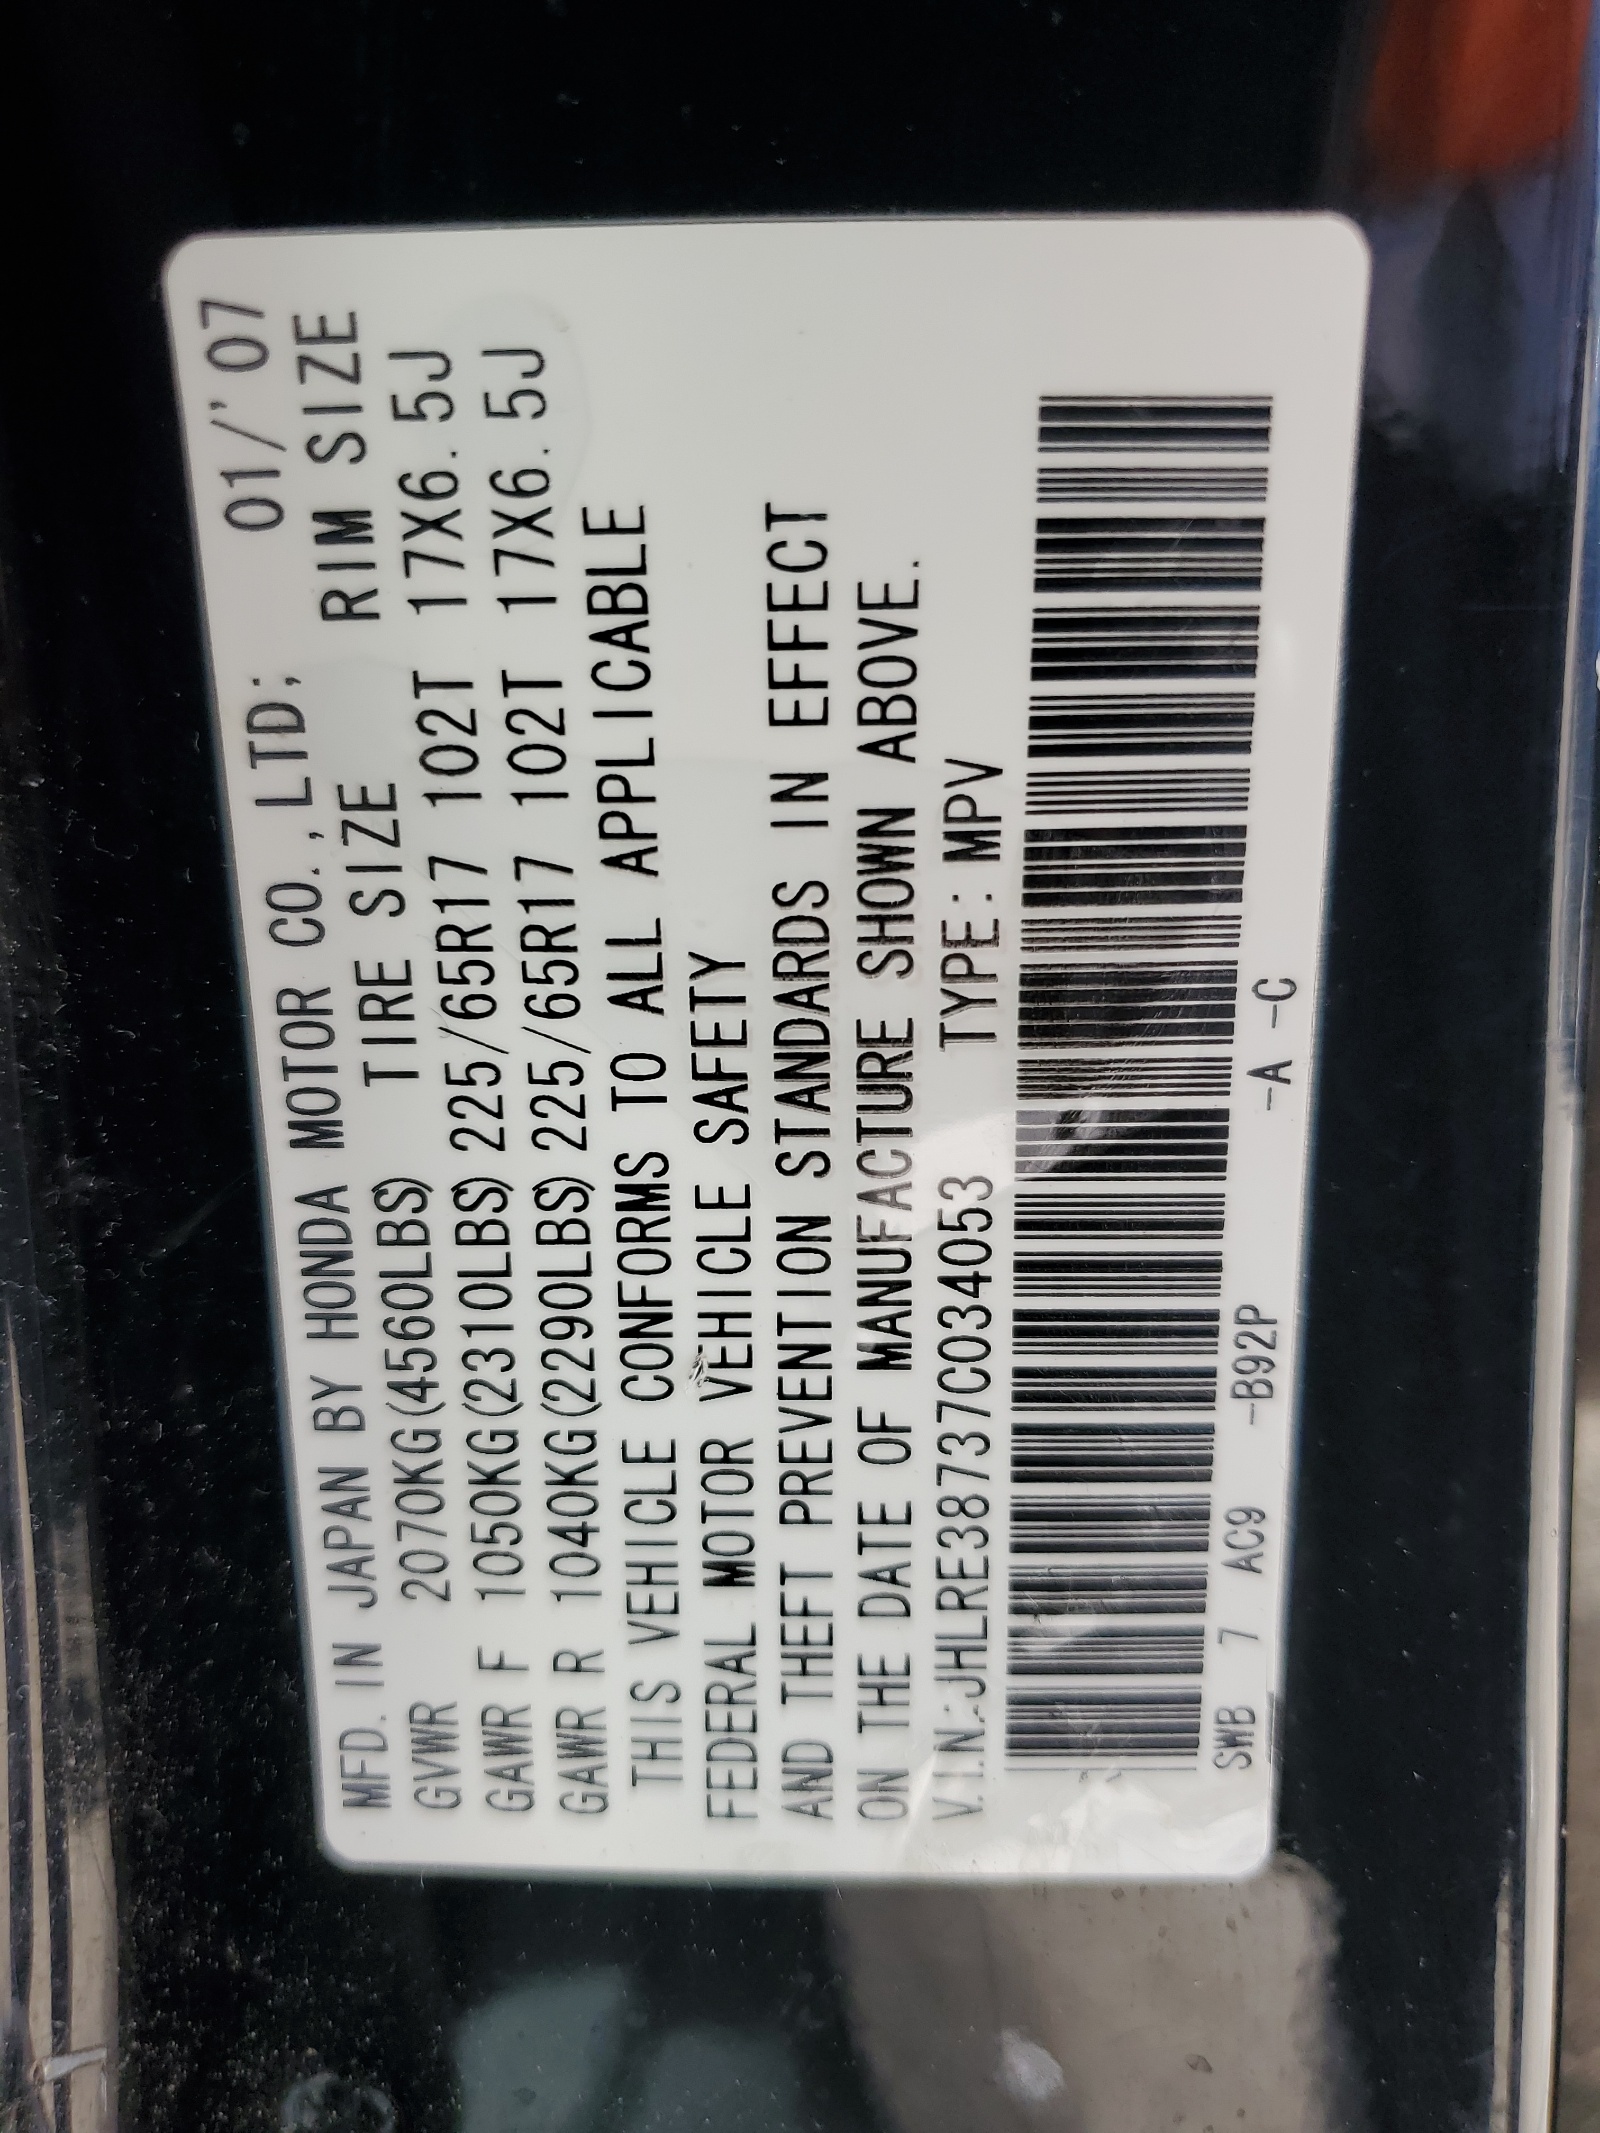 MFD. IN JAPAN BY HONDA MOTOR CO.,LTD; 01/'07
GVWR 2070KG(4560LBS) TIRE SIZE RIM SIZE
GAWR F 1050KG(2310LBS) 225/65R17 102T 17X6.5J
GAWR R 1040KG(2290LBS) 225/65R17 102T 17X6.5J
THIS VEHICLE CONFORMS TO ALL APPLICABLE
FEDERAL MOTOR VEHICLE SAFETY
AND THEFT PREVENTION STANDARDS IN EFFECT
ON THE DATE OF MANUFACTURE SHOWN ABOVE.
V.I.N.:JHLRE38737C034053 TYPE:MPV
SWB 7 AC9 -B92P -A -C